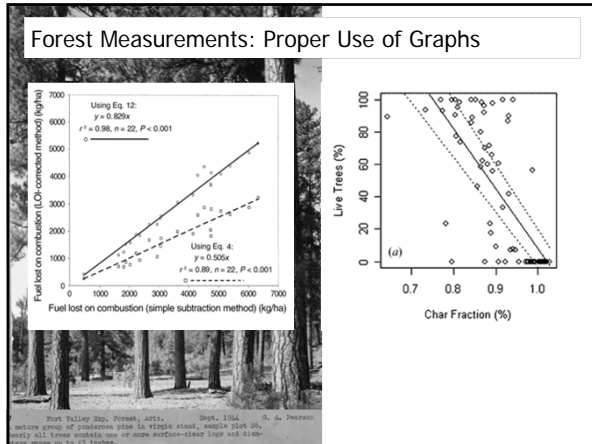 Forest Measurements: Proper Use of Graphs
Fuel lost on combustion (LOI-corrected method) (kg/ha)
7000
6000
5000
4000
3000
2000
1000
0
Using Eq. 12:
y = 0.829x
r² = 0.98, n = 22, P < 0.001
Using Eq. 4:
y = 0.505x
r² = 0.89, n = 22, P < 0.001
0 1000 2000 3000 4000 5000 6000 7000
Fuel lost on combustion (simple subtraction method) (kg/ha)
Live Trees (%)
100
80
60
40
20
0
(a)
0.7 0.8 0.9 1.0
Char Fraction (%)
Fort Valley Exp. Forest, Ariz. Sept. 1944 G. A. Pearson
mature group of ponderosa pine in virgin stand, sample plot S6.
early all trees contain one or more surface-clear logs and diam-